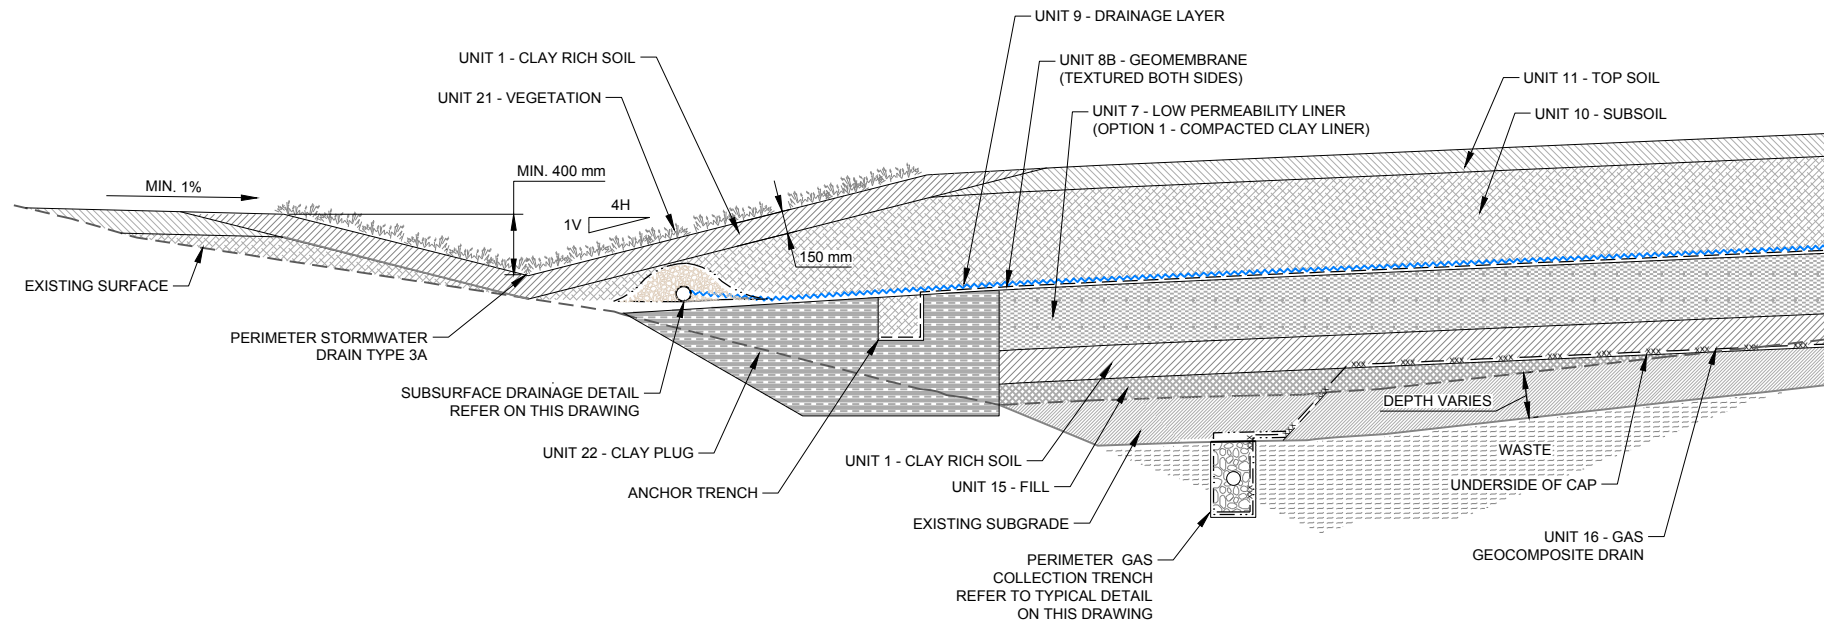 UNIT 9 - DRAINAGE LAYER
UNIT 1 - CLAY RICH SOIL
UNIT 8B - GEOMEMBRANE
(TEXTURED BOTH SIDES)
UNIT 11 - TOP SOIL
UNIT 21 - VEGETATION
UNIT 7 - LOW PERMEABILITY LINER
(OPTION 1 - COMPACTED CLAY LINER)
UNIT 10 - SUBSOIL
MIN. 1%
MIN. 400 mm
4H
1V
150 mm
EXISTING SURFACE
PERIMETER STORMWATER
DRAIN TYPE 3A
SUBSURFACE DRAINAGE DETAIL
REFER ON THIS DRAWING
DEPTH VARIES
UNIT 22 - CLAY PLUG
UNIT 1 - CLAY RICH SOIL
WASTE
ANCHOR TRENCH
UNIT 15 - FILL
UNDERSIDE OF CAP
EXISTING SUBGRADE
UNIT 16 - GAS
GEOCOMPOSITE DRAIN
PERIMETER GAS
COLLECTION TRENCH
REFER TO TYPICAL DETAIL
ON THIS DRAWING